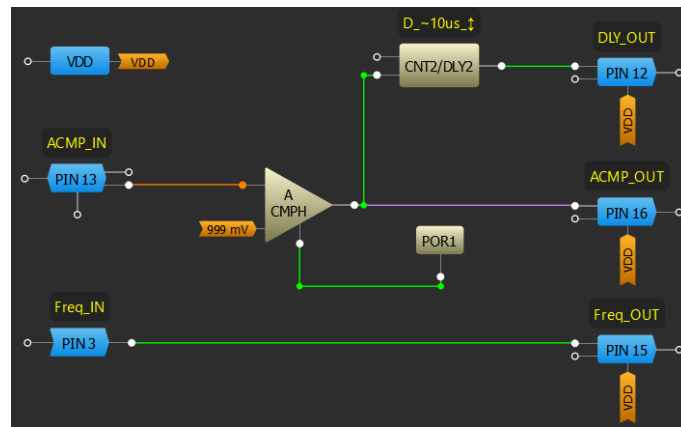 D_~10us_↕
DLY_OUT
VDD
VDD
CNT2/DLY2
PIN 12
VDD
ACMP_IN
PIN 13
A
CMPH
999 mV
ACMP_OUT
PIN 16
VDD
POR1
Freq_IN
PIN 3
Freq_OUT
PIN 15
VDD